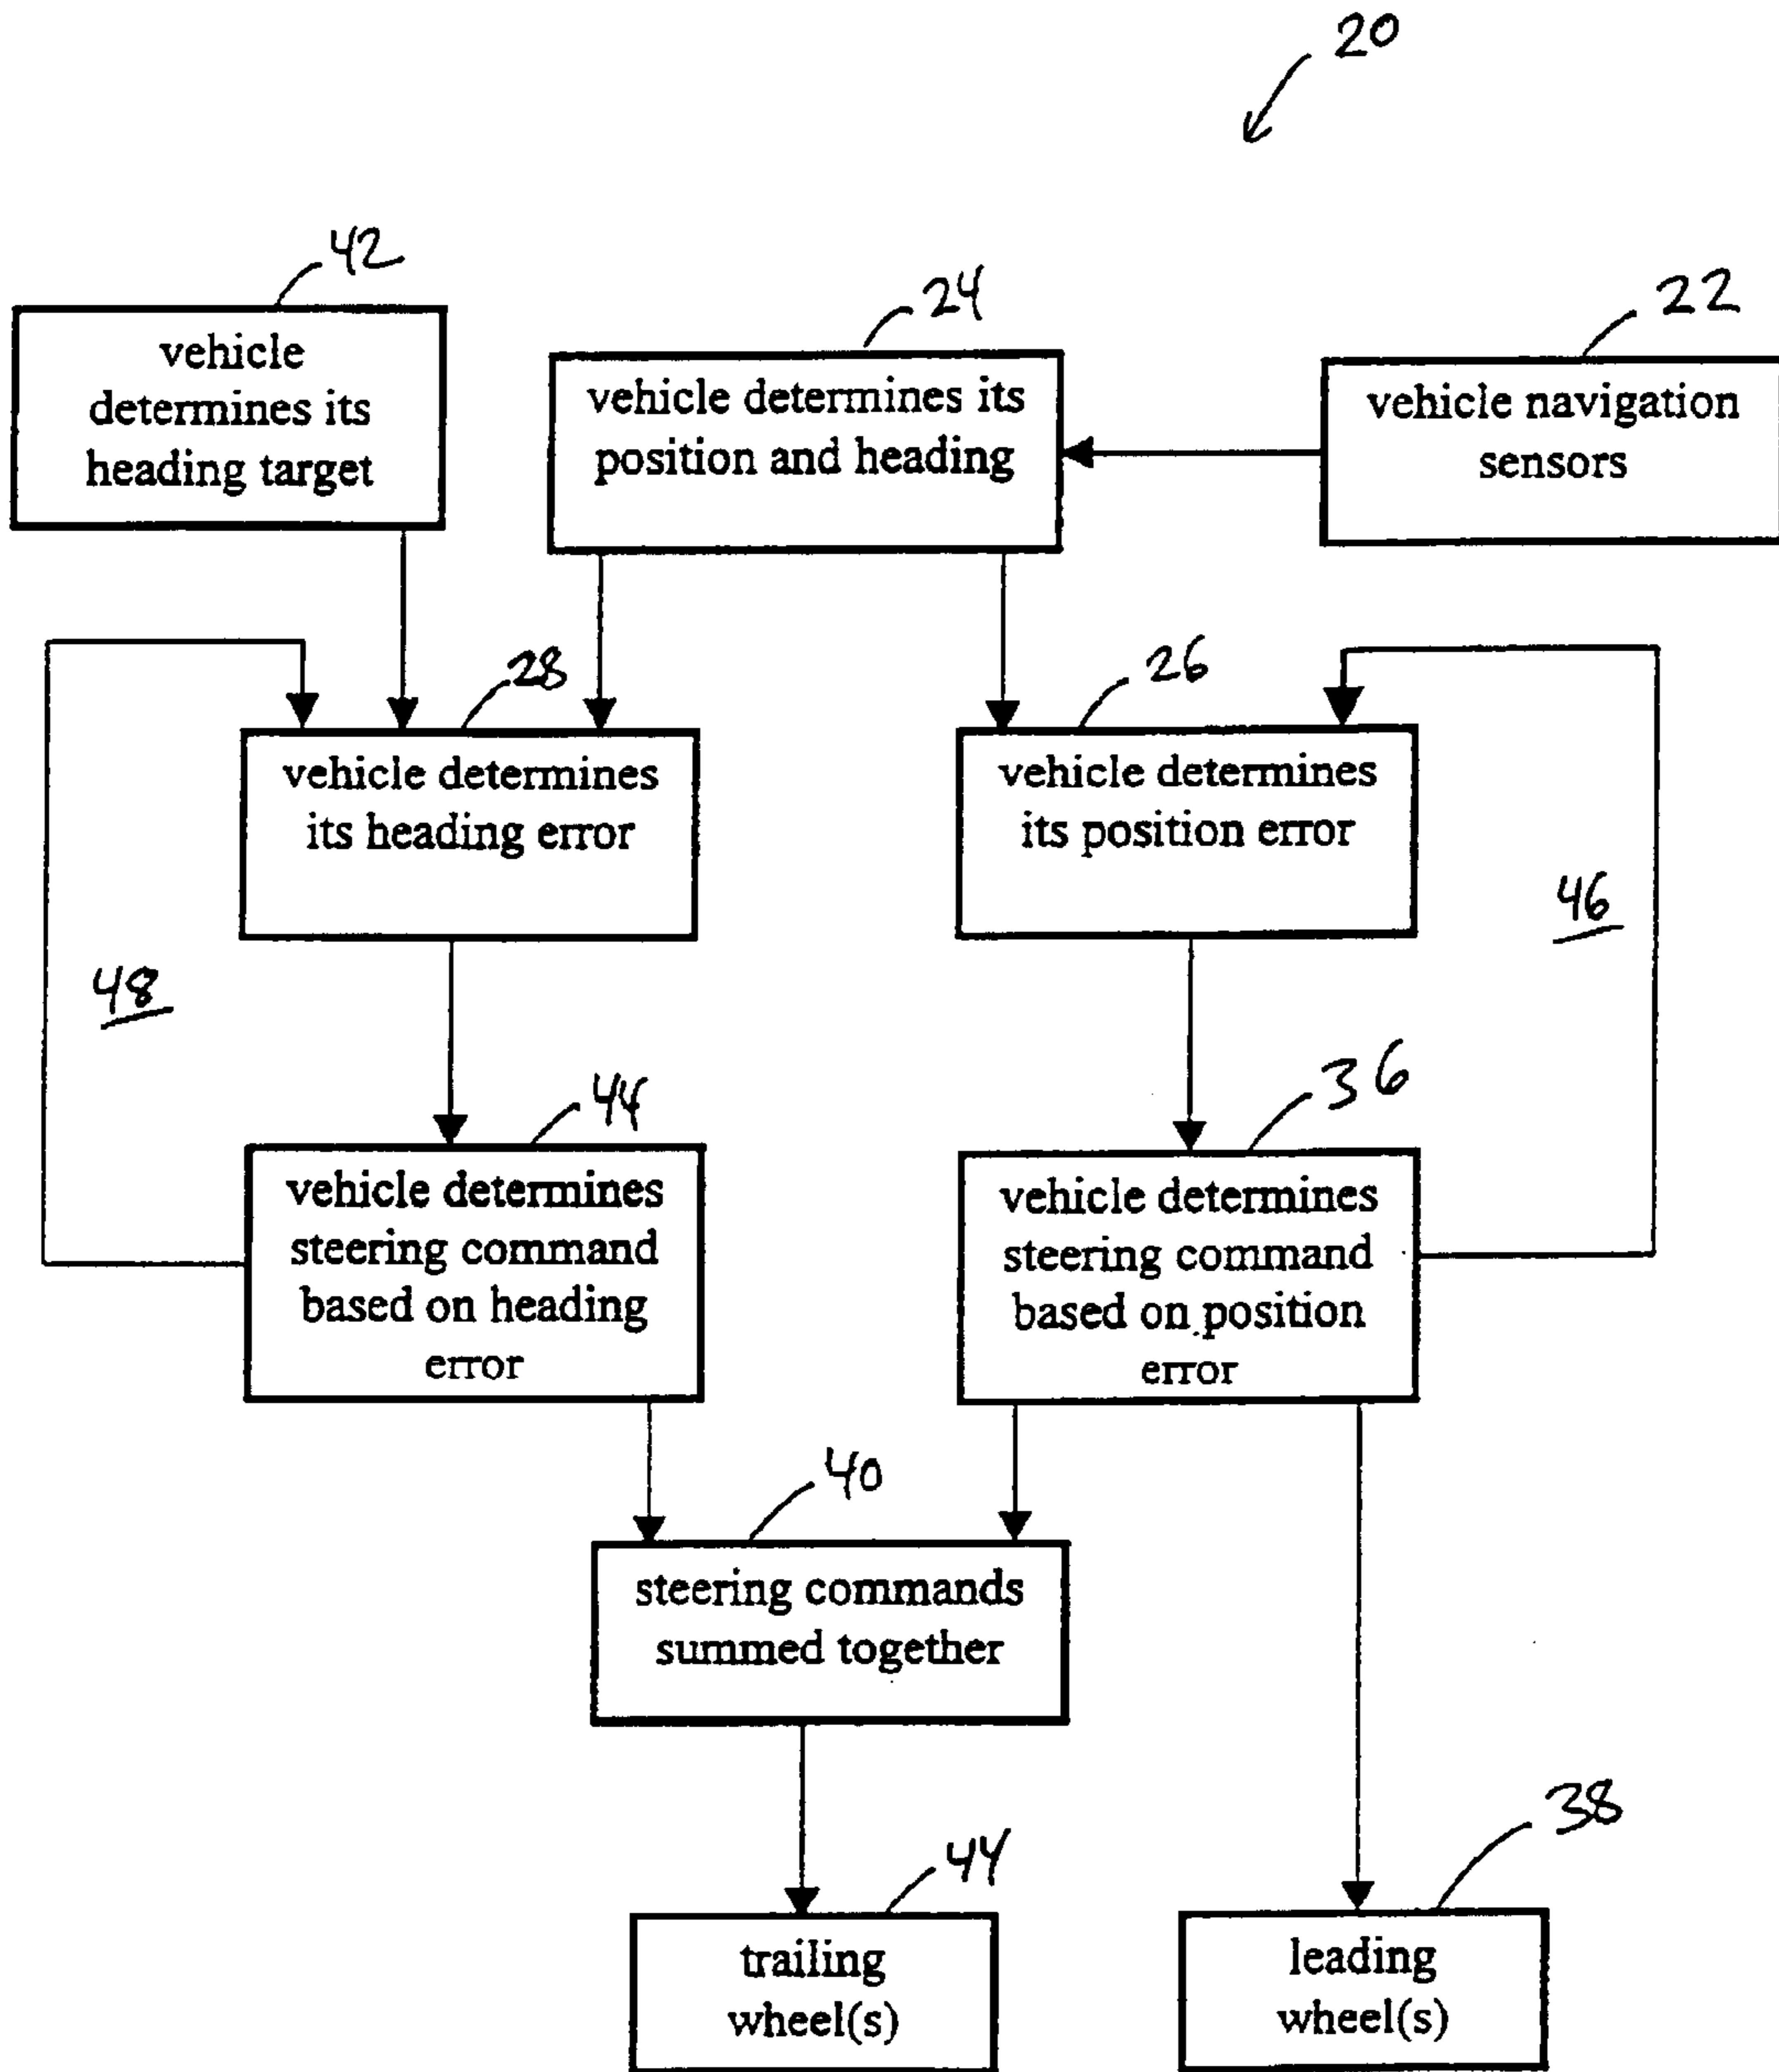 20
42
24
22
vehicle
determines its
heading target
vehicle determines its
position and heading
vehicle navigation
sensors
28
26
vehicle determines
its heading error
vehicle determines
its position error
48
46
44
36
vehicle determines
steering command
based on heading
error
vehicle determines
steering command
based on position
error
40
steering commands
summed together
44
38
trailing
wheel(s)
leading
wheel(s)